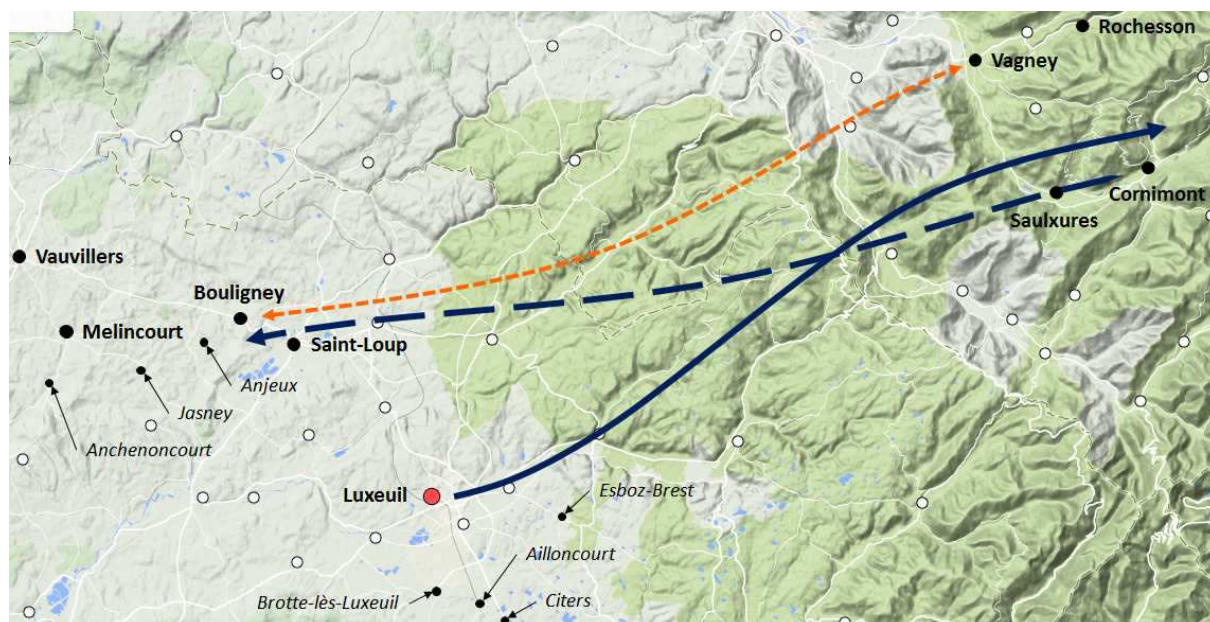 Rochesson
Vagney
Cornimont
Saulxures
Vauvillers
Bouligney
Melincourt
Saint-Loup
Anjeux
Jasney
Anchenoncourt
Luxeuil
Esboz-Brest
Ailloncourt
Brotte-lès-Luxeuil
Citers